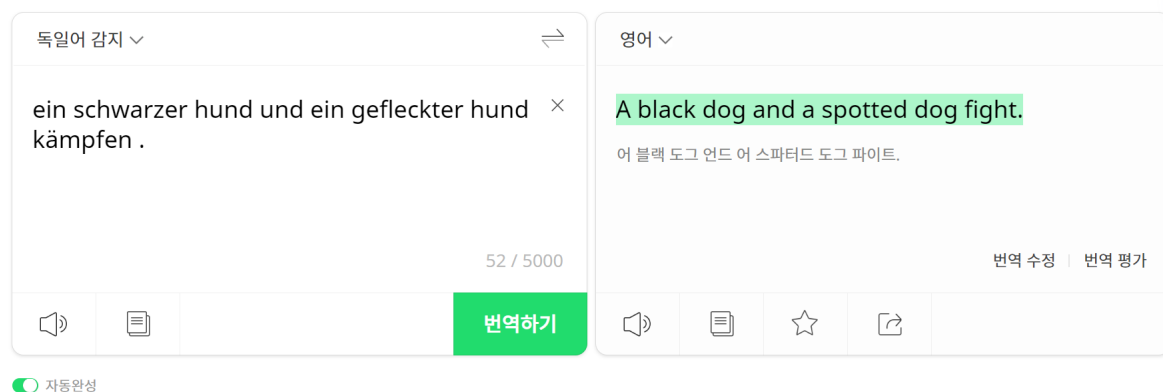 독일어 감지
영어
ein schwarzer hund und ein gefleckter hund
kämpfen .
A black dog and a spotted dog fight.
어 블랙 도그 언드 어 스파터드 도그 파이트.
52 / 5000
번역 수정 | 번역 평가
번역하기
자동완성